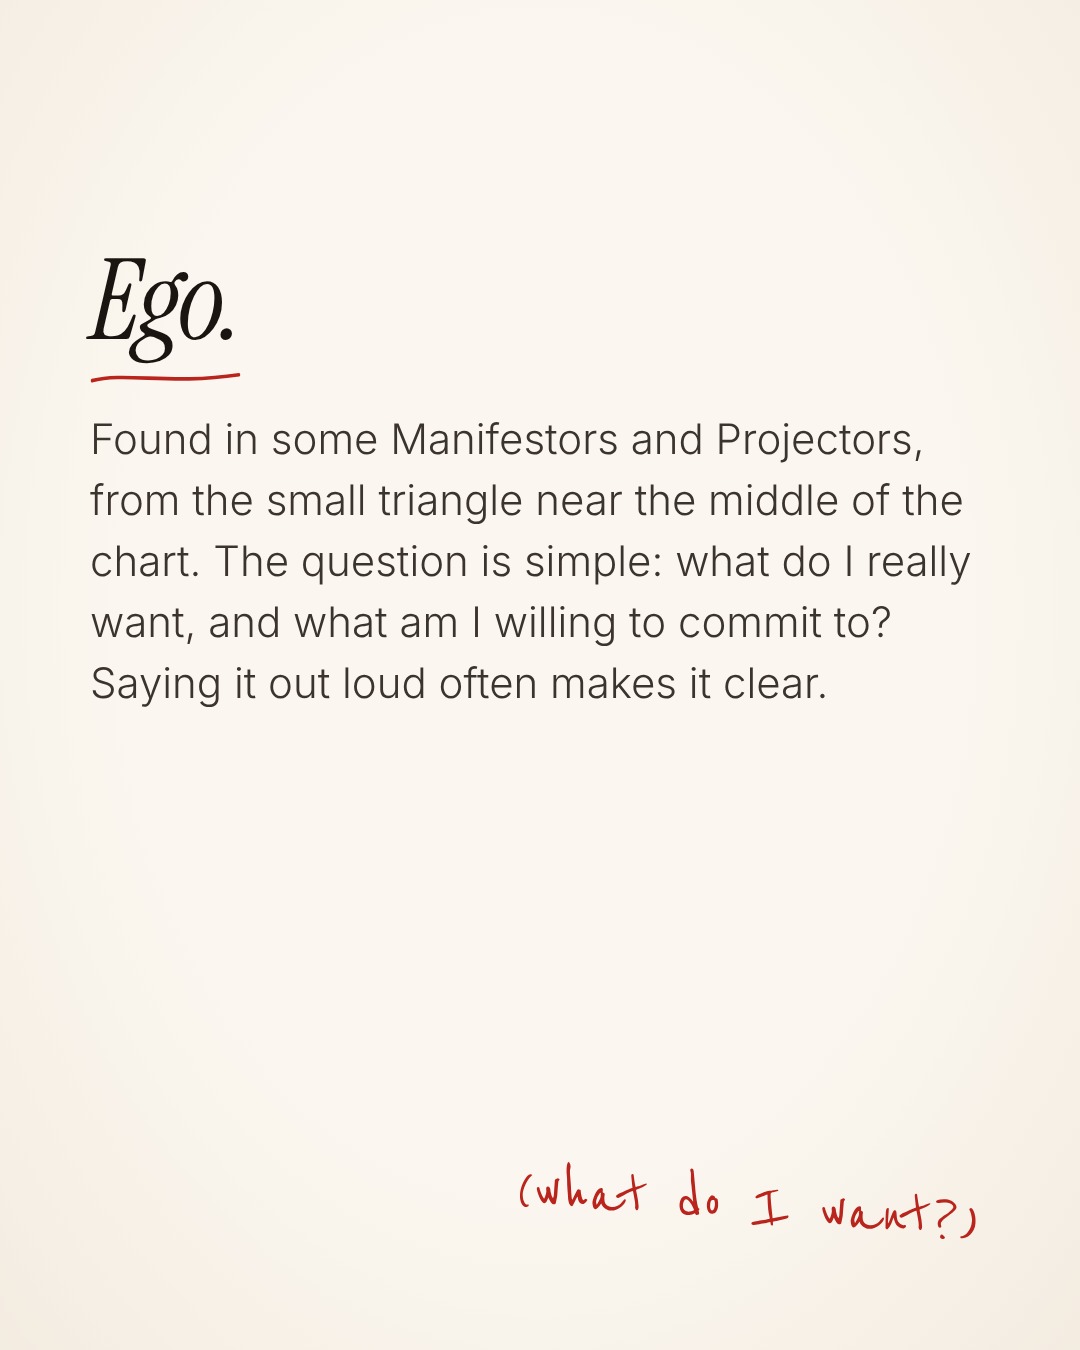 Ego.
Found in some Manifestors and Projectors,
from the small triangle near the middle of the
chart. The question is simple: what do I really
want, and what am I willing to commit to?
Saying it out loud often makes it clear.
(what do I want?)